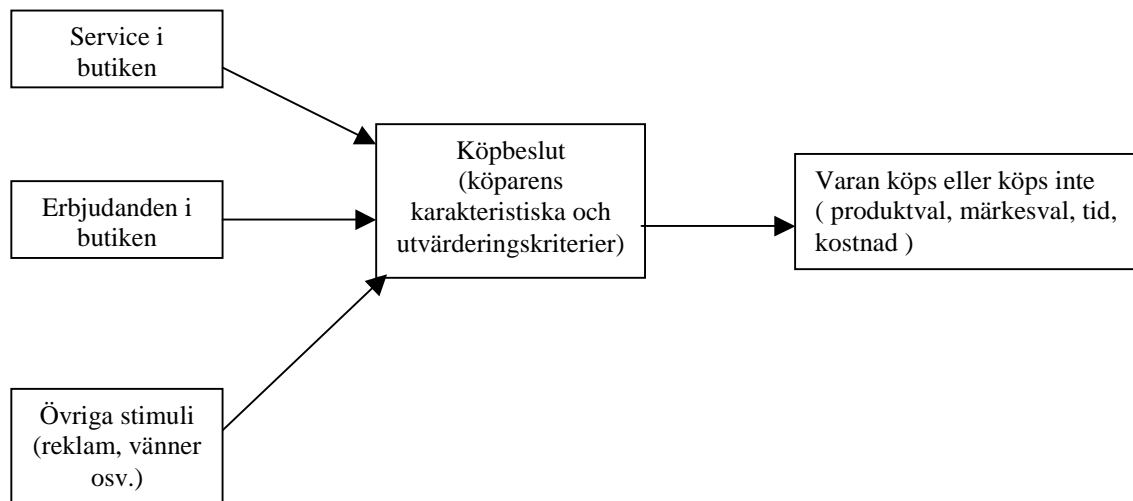 Service i
butiken
Erbjudanden i
butiken
Övriga stimuli
(reklam, vänner
osv.)
Köpbeslut
(köparens
karakteristiska och
utvärderingskriterier)
Varan köps eller köps inte
( produktval, märkesval, tid,
kostnad )